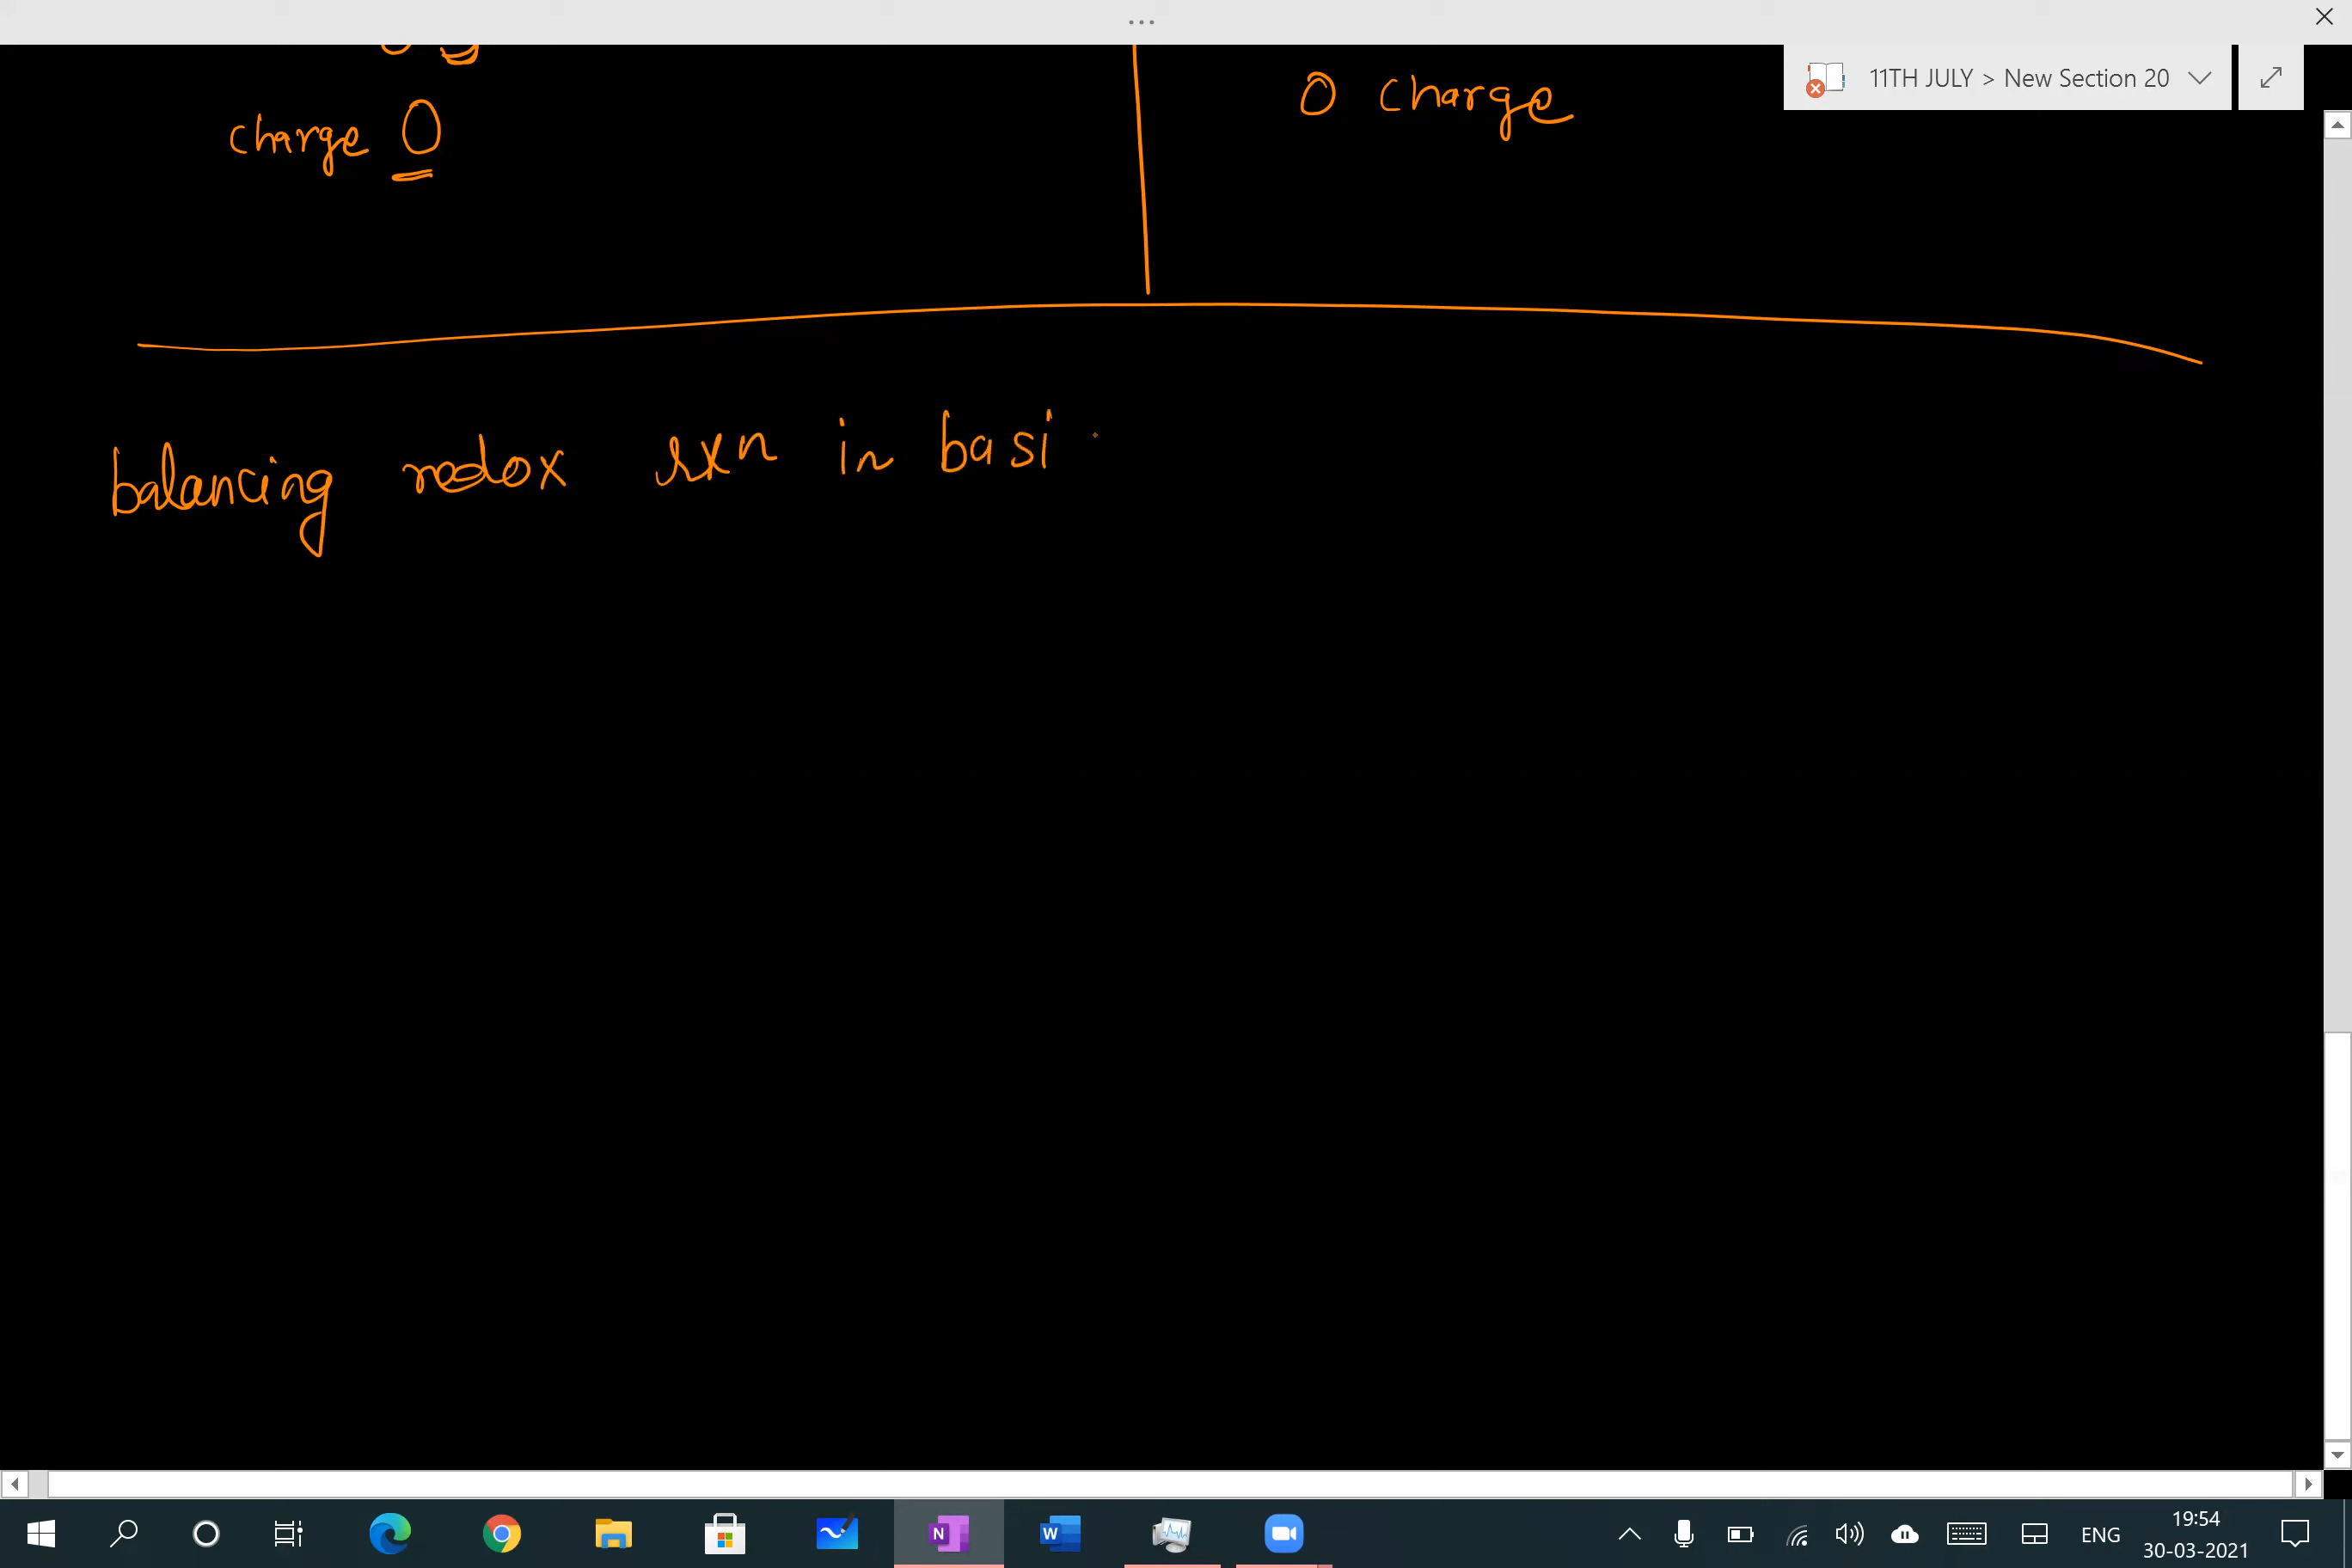 ...
11TH JULY > New Section 20
0 charge
charge 0
balancing redox rxn in basi
ENG
19:54
30-03-2021